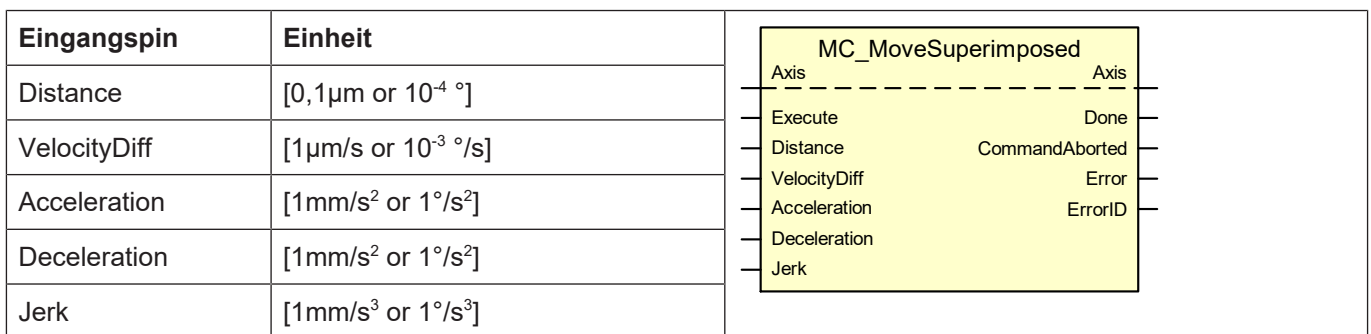 Eingangspin Einheit
Distance [0,1µm or 10⁻⁴ °]
VelocityDiff [1µm/s or 10⁻³ °/s]
Acceleration [1mm/s² or 1°/s²]
Deceleration [1mm/s² or 1°/s²]
Jerk [1mm/s³ or 1°/s³]
MC_MoveSuperimposed
Axis Axis
Execute Done
Distance CommandAborted
VelocityDiff Error
Acceleration ErrorID
Deceleration
Jerk